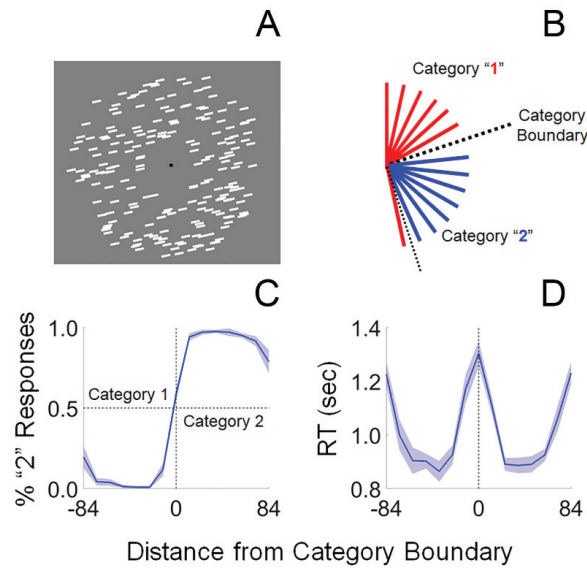 A
B
Category "1"
Category
Boundary
Category "2"
C
D
% "2" Responses
1.0
0.5
0.0
Category 1
Category 2
-84
0
84
RT (sec)
1.4
1.2
1.0
0.8
-84
0
84
Distance from Category Boundary